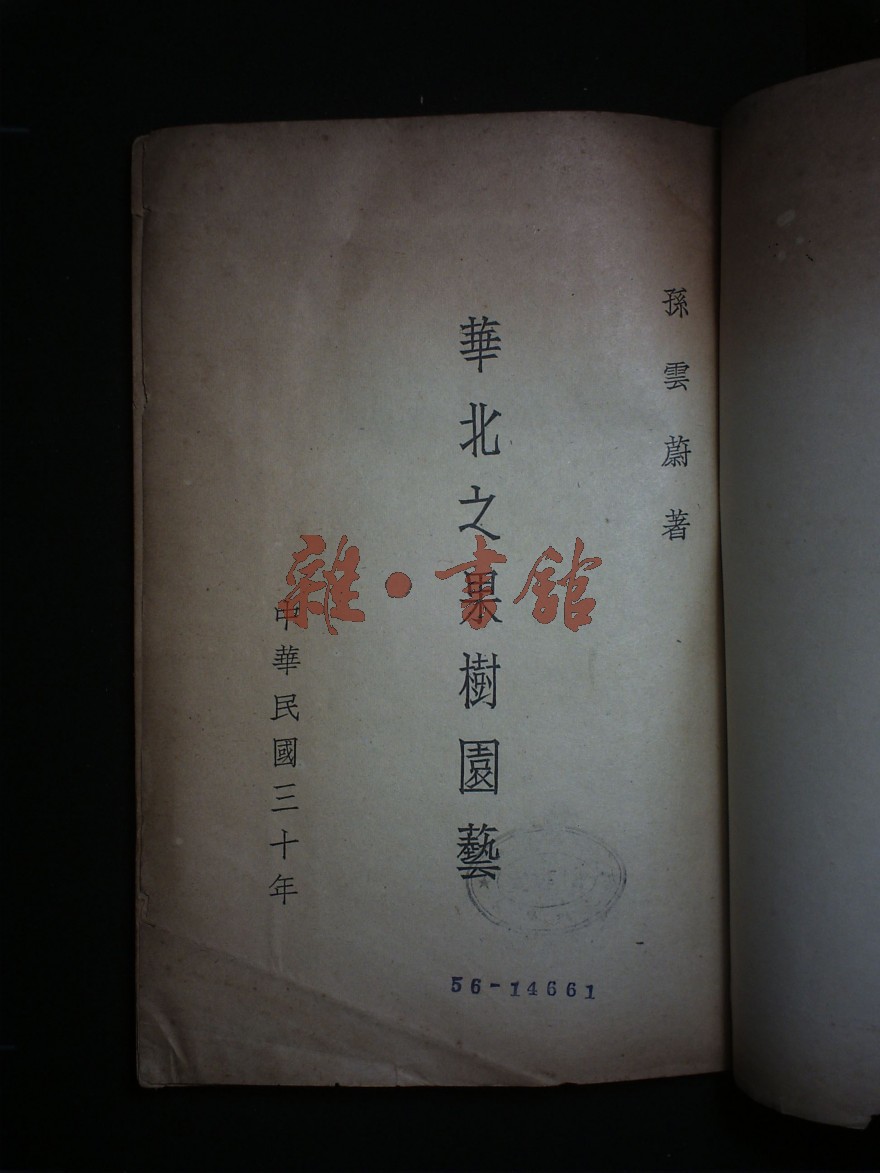 孫雲蔚著
華北之果樹園藝
中華民國三十年
雜·書館
56-14661